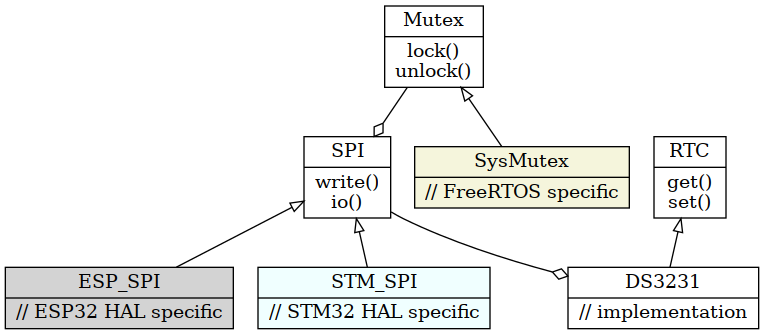 Mutex
lock()
unlock()
SPI
write()
io()
SysMutex
// FreeRTOS specific
RTC
get()
set()
ESP_SPI
// ESP32 HAL specific
STM_SPI
// STM32 HAL specific
DS3231
// implementation